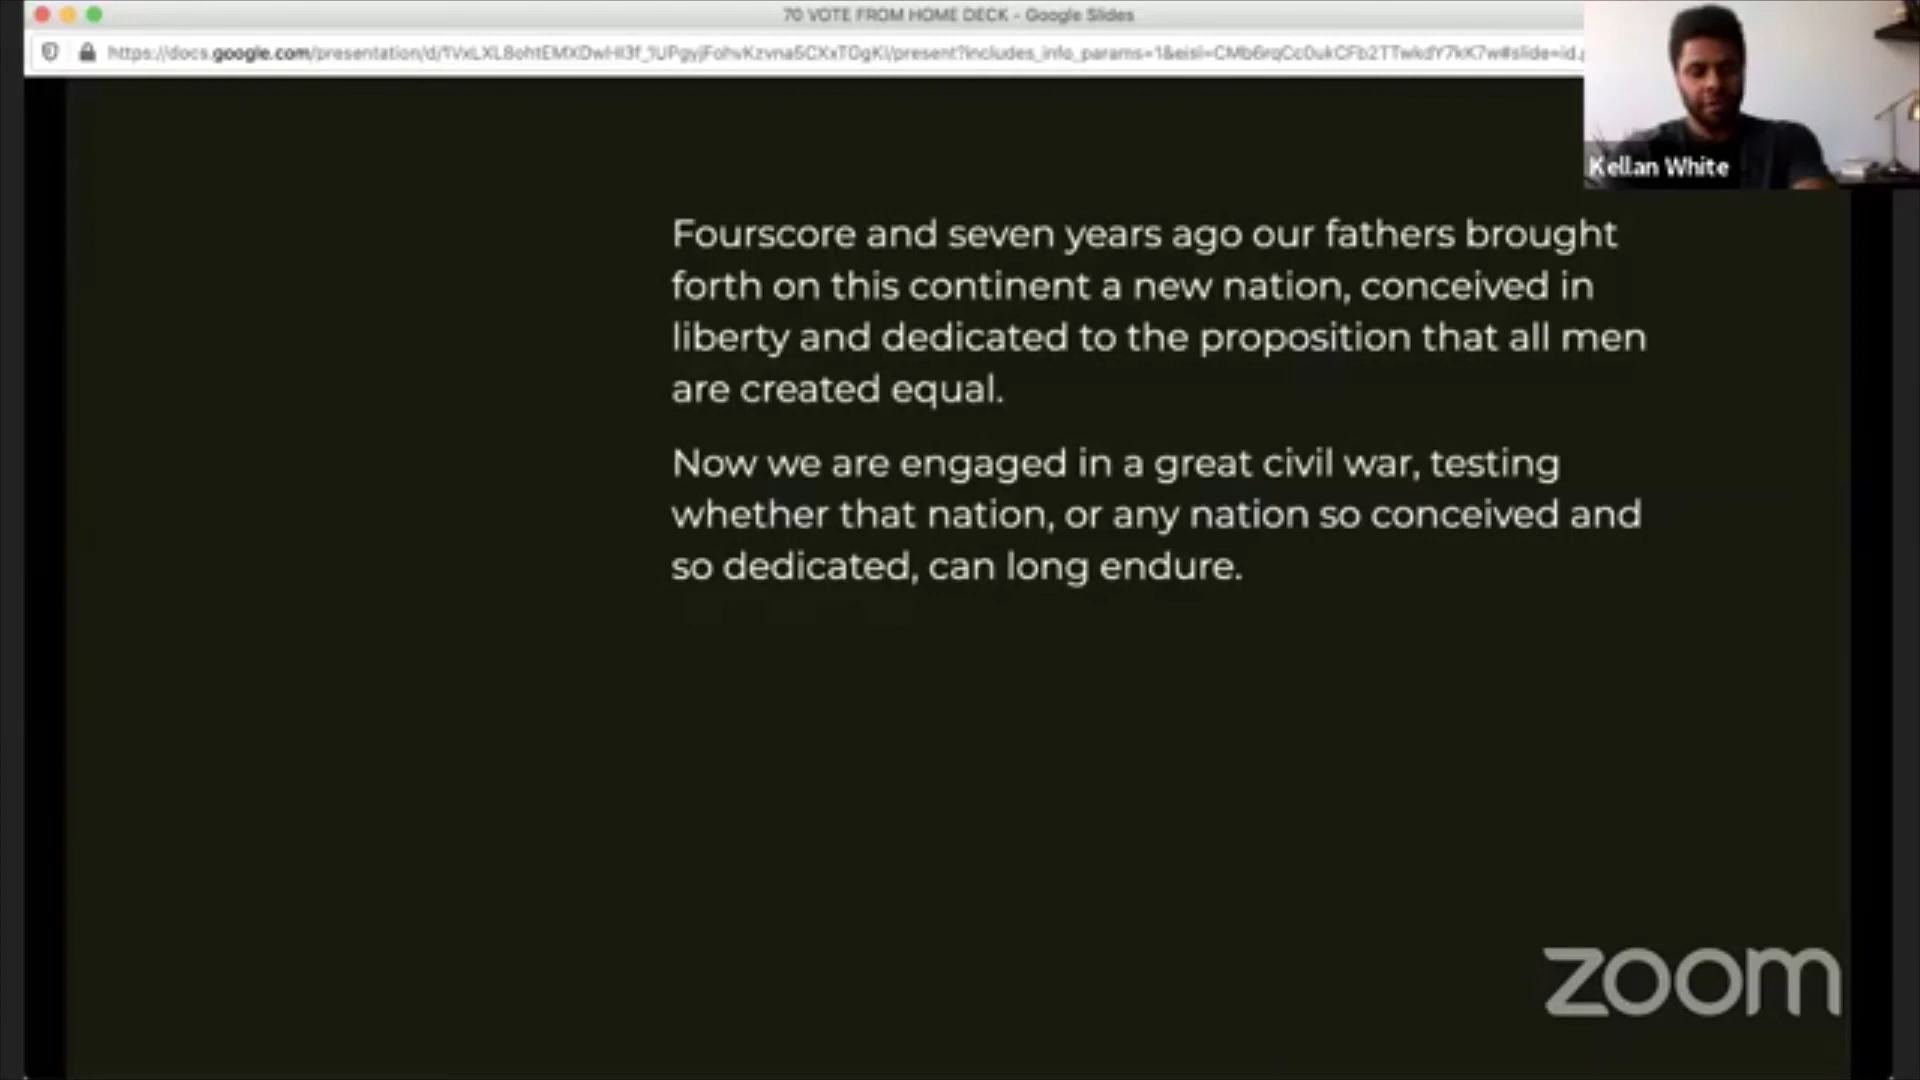 70 VOTE FROM HOME DECK - Google Slides
Kellan White
Fourscore and seven years ago our fathers brought
forth on this continent a new nation, conceived in
liberty and dedicated to the proposition that all men
are created equal.
Now we are engaged in a great civil war, testing
whether that nation, or any nation so conceived and
so dedicated, can long endure.
zoom